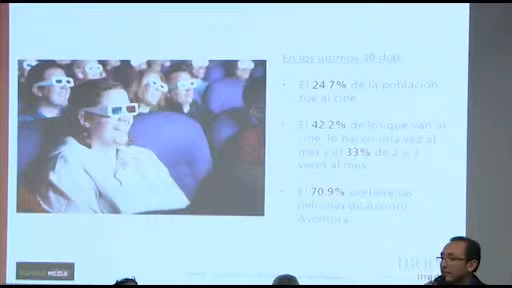 En los últimos 30 días:
El 24.7% de la población
fue al cine.
El 42.2% de los que van al
cine, lo hacen una vez al
mes y el 33% de 2 a 3
veces al mes.
El 70.9% prefiere
películas de Acción y
Aventura.
MEDIA